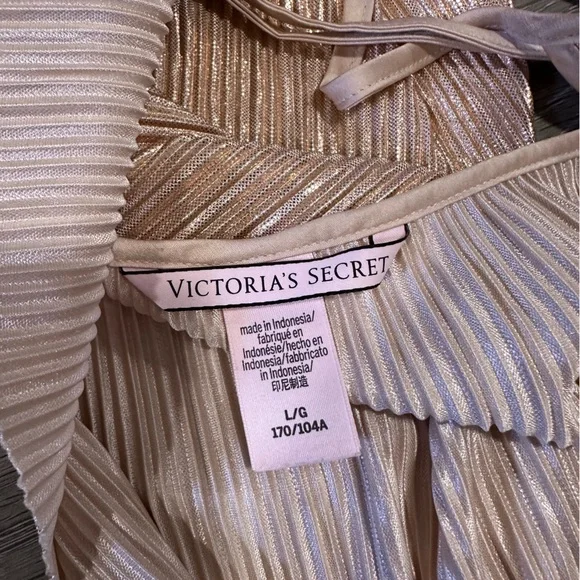 VICTORIA'S SECRET
made in Indonesia/
fabriqué en
Indonésie/hecho en
Indonesia/fabbricato
in Indonesia/
印尼制造
L/G
170/104A